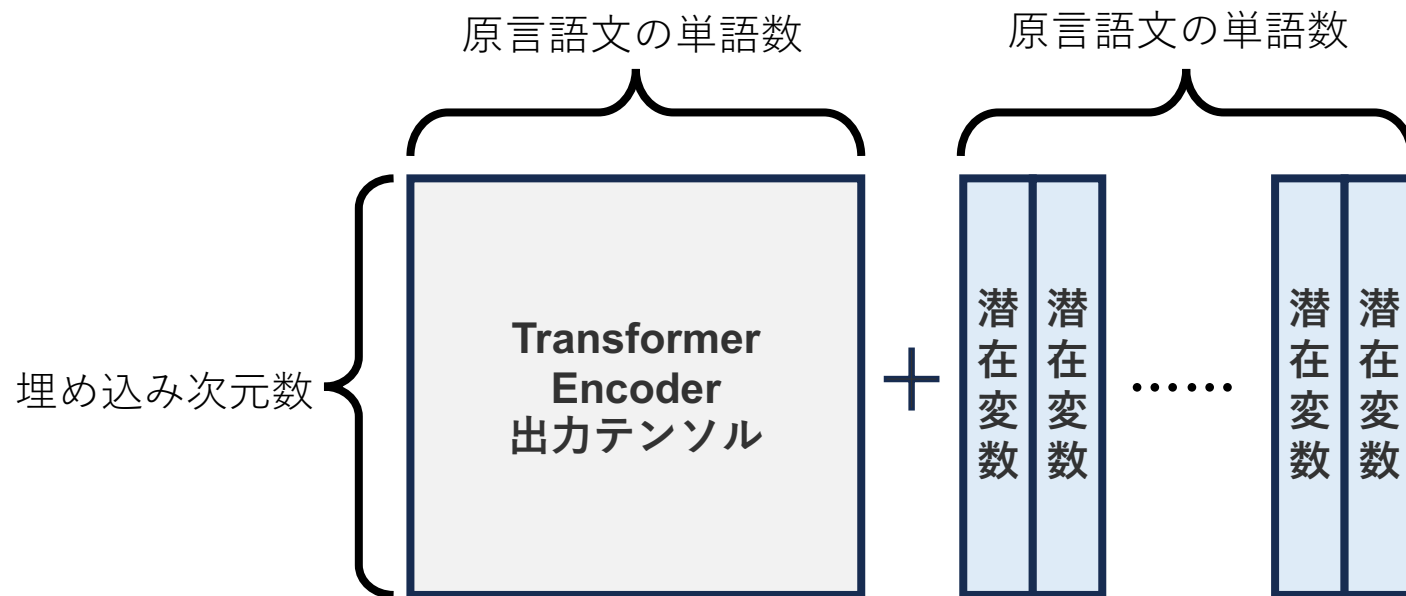 原言語文の単語数
原言語文の単語数
埋め込み次元数
Transformer
Encoder
出力テンソル
+
潜在変数
潜在変数
……
潜在変数
潜在変数